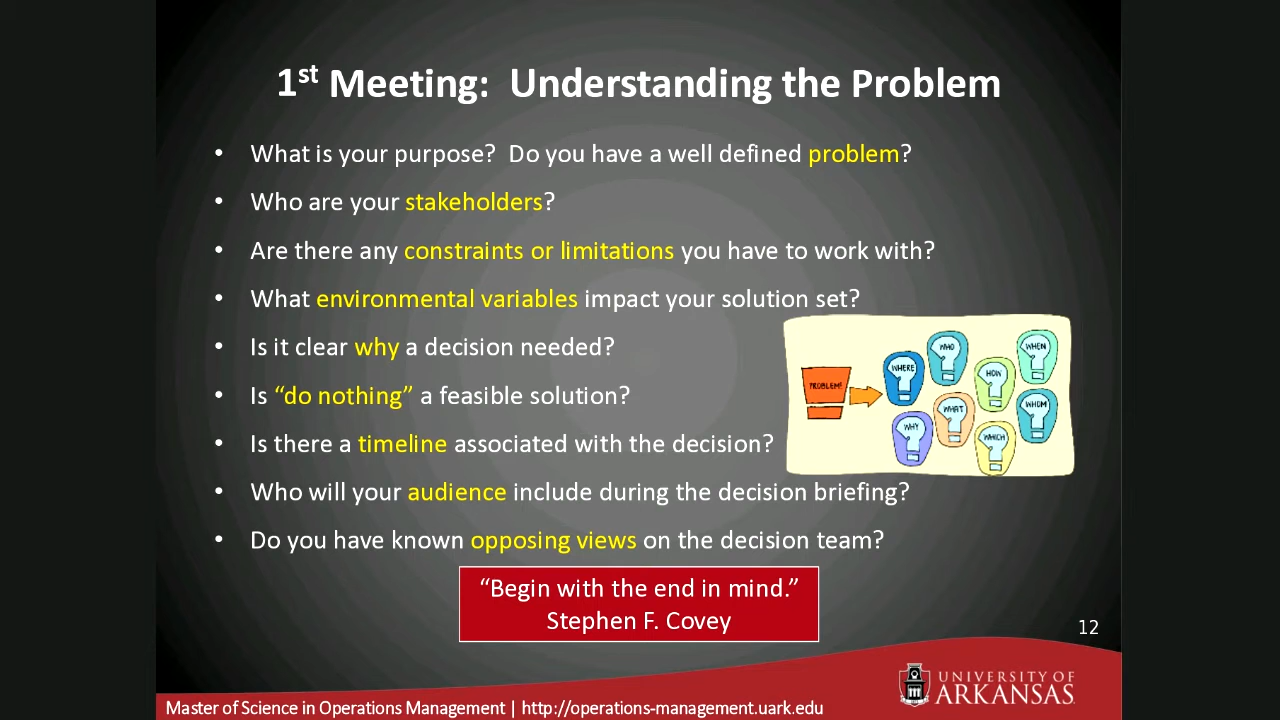 1st Meeting:  Understanding the Problem
• What is your purpose?  Do you have a well defined problem?
• Who are your stakeholders?
• Are there any constraints or limitations you have to work with?
• What environmental variables impact your solution set?
• Is it clear why a decision needed?
• Is “do nothing” a feasible solution?
• Is there a timeline associated with the decision?
• Who will your audience include during the decision briefing?
• Do you have known opposing views on the decision team?
PROBLEM!
WHERE
WHO
HOW
WHEN
WHY
WHAT
WHICH
WHOM
“Begin with the end in mind.”
Stephen F. Covey
12
UNIVERSITY OF
ARKANSAS
Master of Science in Operations Management | http://operations-management.uark.edu